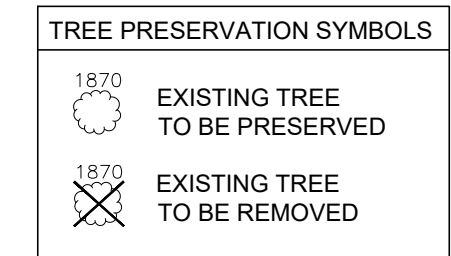 TREE PRESERVATION SYMBOLS
1870
EXISTING TREE
TO BE PRESERVED
1870
EXISTING TREE
TO BE REMOVED